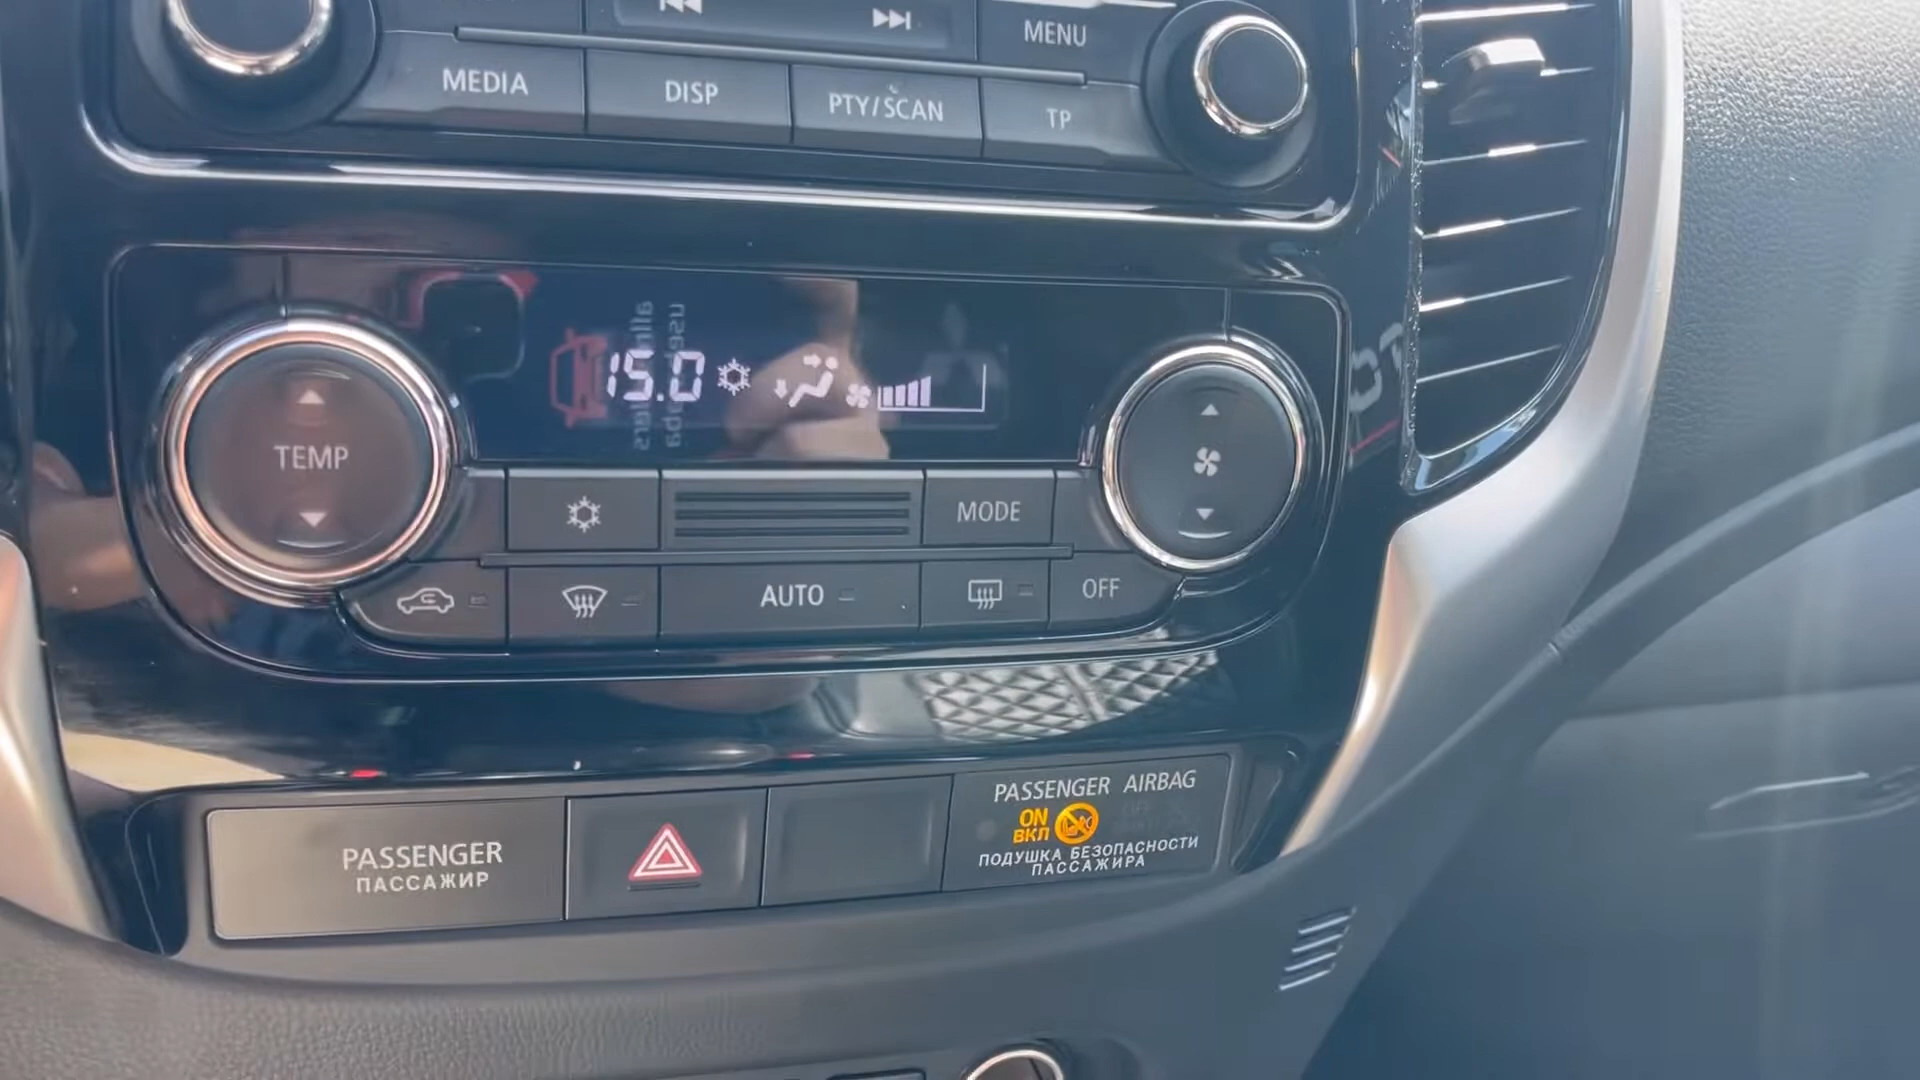 MENU
MEDIA
DISP
PTY/SCAN
TP
15.0
TEMP
MODE
AUTO
OFF
PASSENGER
ПАССАЖИР
PASSENGER AIRBAG
ON
ВКЛ
ПОДУШКА БЕЗОПАСНОСТИ
ПАССАЖИРА